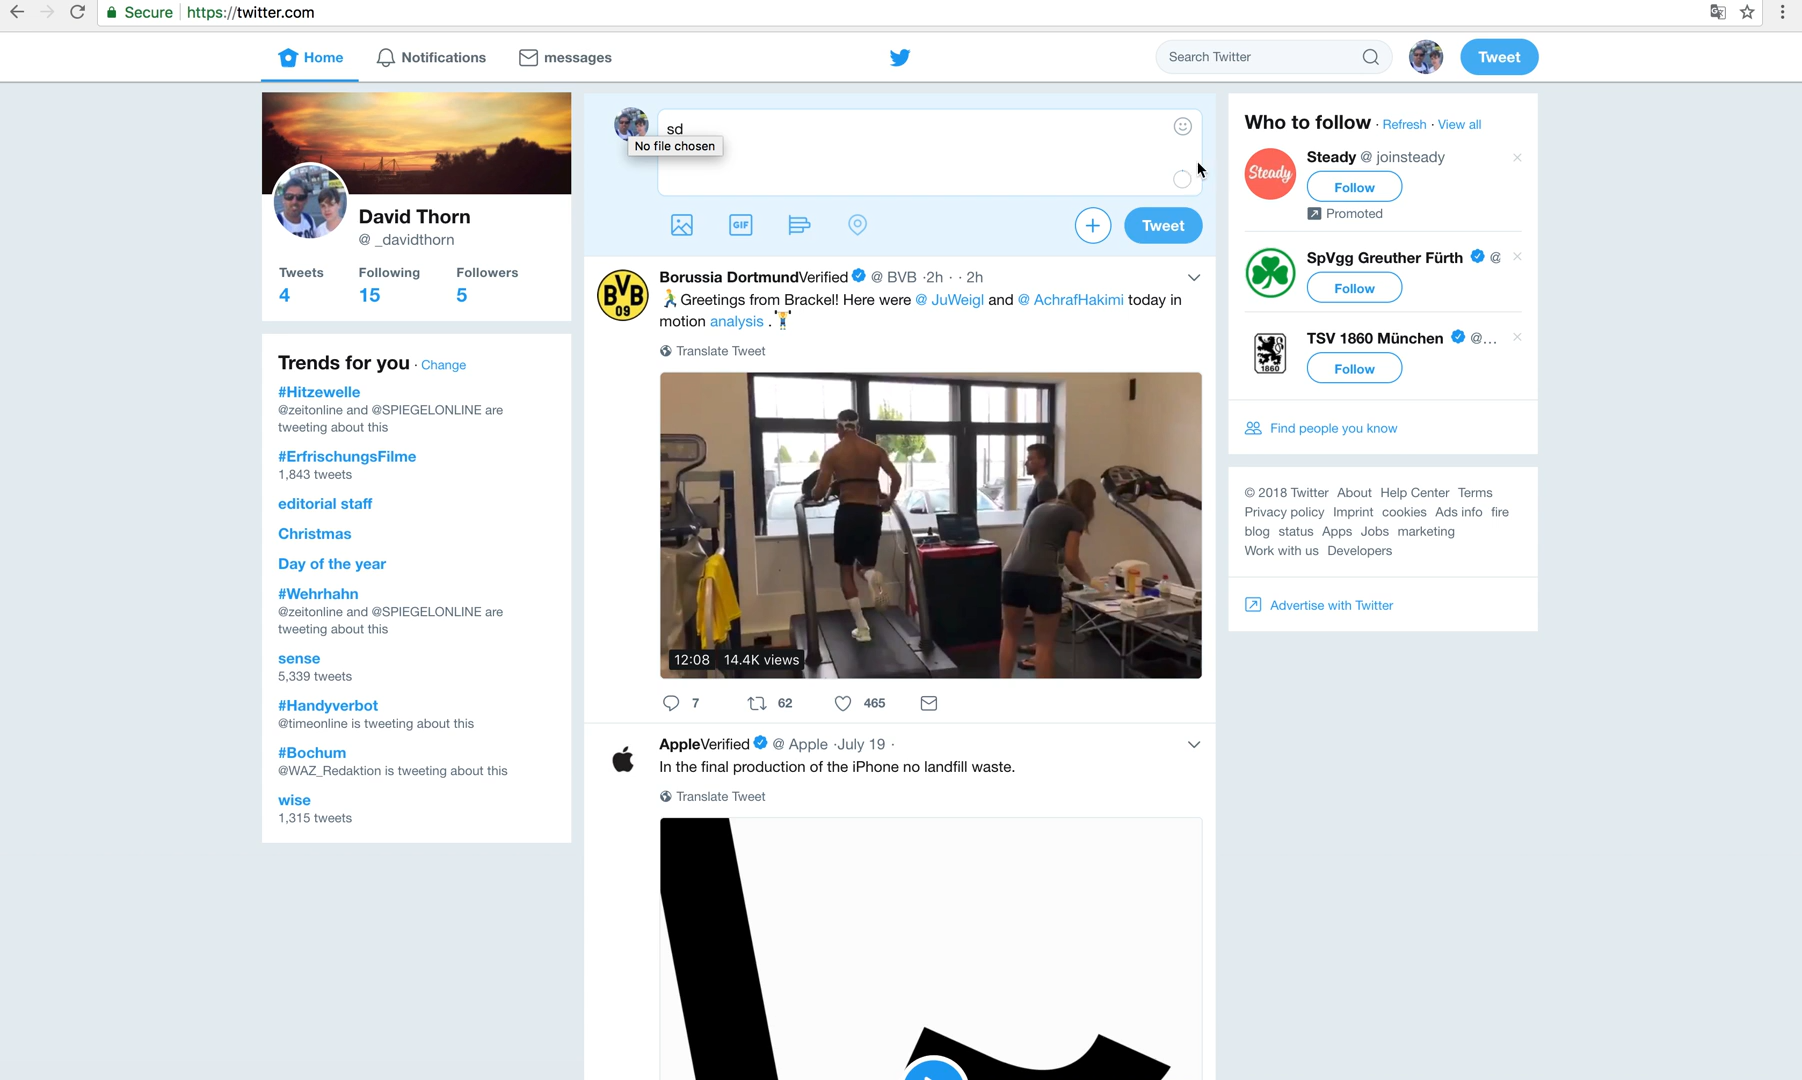 Secure https://twitter.com
Home Notifications messages Search Twitter Tweet
David Thorn
@ _davidthorn
Tweets Following Followers
4 15 5
Trends for you · Change
#Hitzewelle
@zeitonline and @SPIEGELONLINE are
tweeting about this
#ErfrischungsFilme
1,843 tweets
editorial staff
Christmas
Day of the year
#Wehrhahn
@zeitonline and @SPIEGELONLINE are
tweeting about this
sense
5,339 tweets
#Handyverbot
@timeonline is tweeting about this
#Bochum
@WAZ_Redaktion is tweeting about this
wise
1,315 tweets
sd
No file chosen
GIF Tweet
BVB
09
Borussia DortmundVerified @ BVB ·2h · · 2h
Greetings from Brackel! Here were @ JuWeigl and @ AchrafHakimi today in
motion analysis .
Translate Tweet
12:08 14.4K views
7 62 465
AppleVerified @ Apple ·July 19 ·
In the final production of the iPhone no landfill waste.
Translate Tweet
Who to follow · Refresh · View all
Steady
Steady @ joinsteady
Follow
Promoted
SpVgg Greuther Fürth @
Follow
TSV 1860 München @...
1860
Follow
Find people you know
© 2018 Twitter About Help Center Terms
Privacy policy Imprint cookies Ads info fire
blog status Apps Jobs marketing
Work with us Developers
Advertise with Twitter